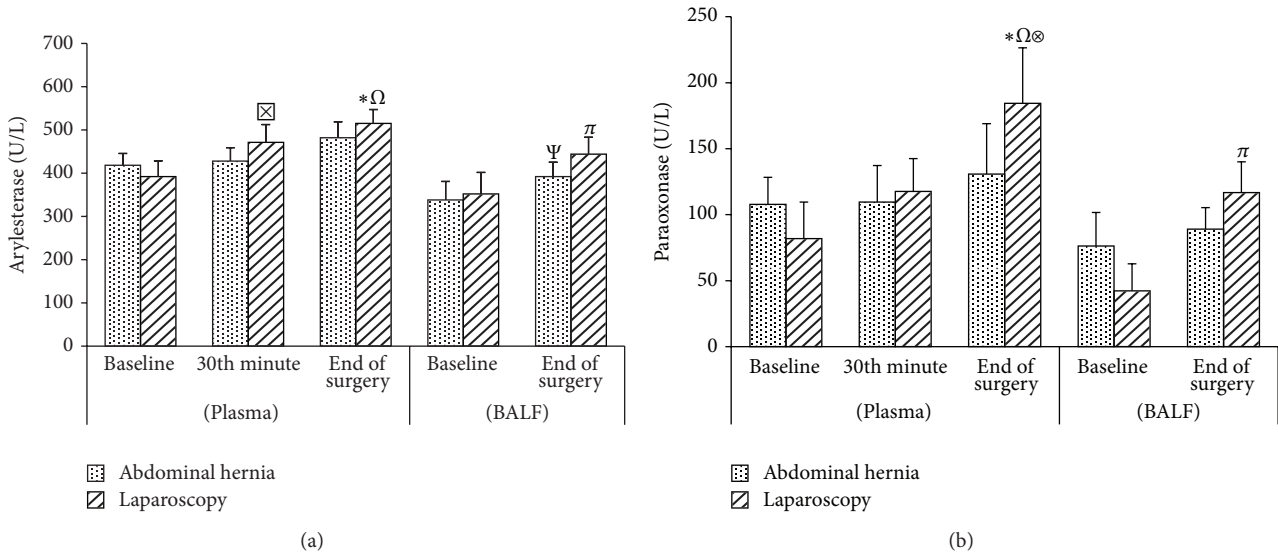 700
600
500
400
300
200
100
0
Arylesterase (U/L)
⊠
*Ω
Ψ
π
Baseline 30th minute End of surgery Baseline End of surgery
(Plasma) (BALF)
Abdominal hernia
Laparoscopy
(a)
250
200
150
100
50
0
Paraoxonase (U/L)
*Ω⊗
π
Baseline 30th minute End of surgery Baseline End of surgery
(Plasma) (BALF)
Abdominal hernia
Laparoscopy
(b)